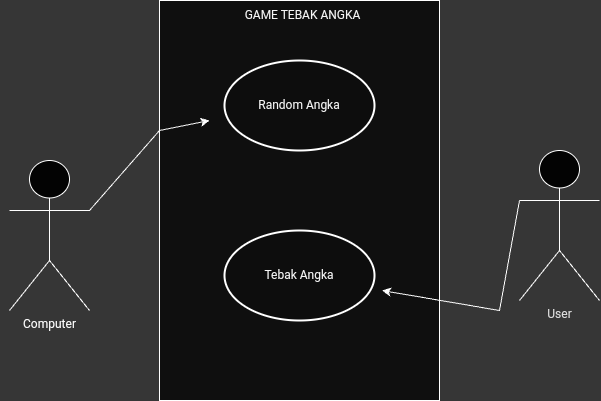 GAME TEBAK ANGKA
Random Angka
Tebak Angka
Computer
User